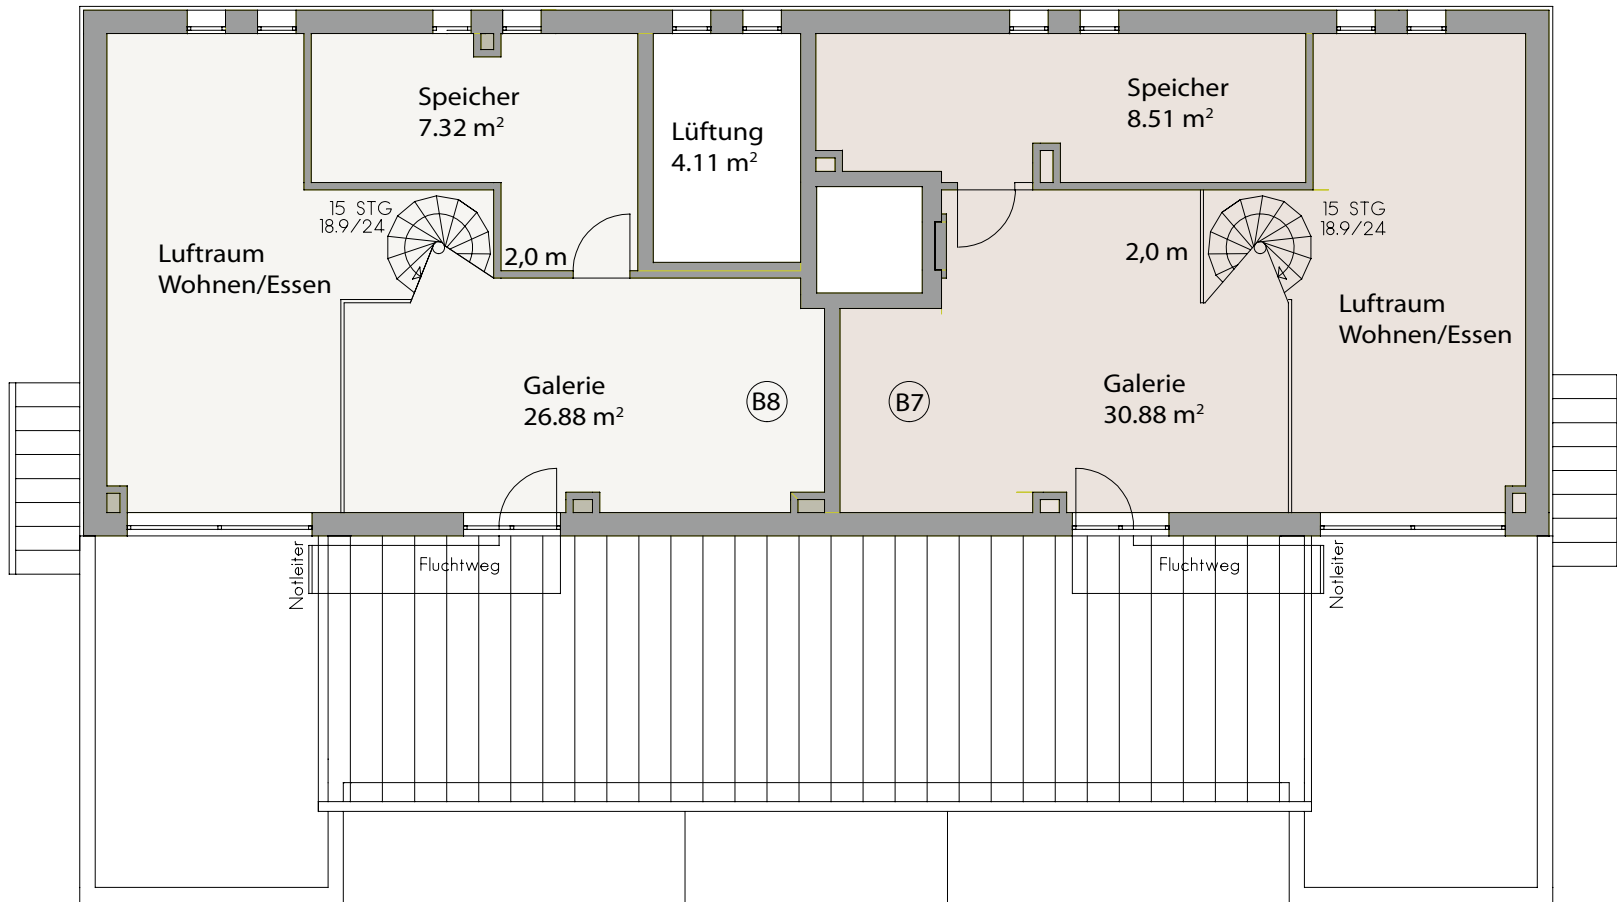 Speicher
7.32 m²
Lüftung
4.11 m²
Speicher
8.51 m²
15 STG
18.9/24
Luftraum
Wohnen/Essen
2,0 m
2,0 m
15 STG
18.9/24
Luftraum
Wohnen/Essen
Galerie
26.88 m²
B8
B7
Galerie
30.88 m²
Notleiter
Fluchtweg
Fluchtweg
Notleiter